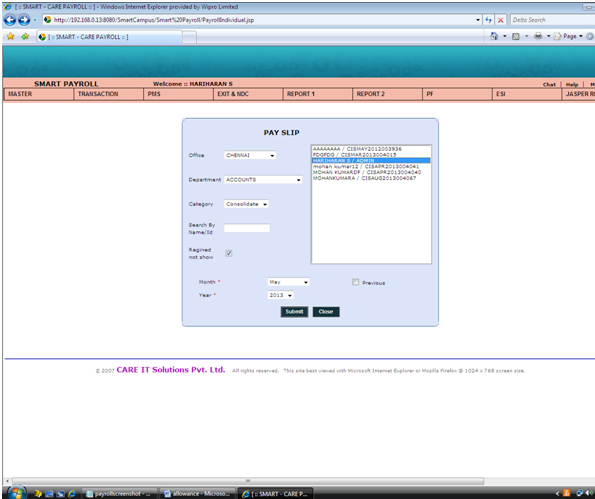 [ :: SMART - CARE PAYROLL :: ] - Windows Internet Explorer provided by Wipro Limited
http://192.168.0.13:8080/SmartCampus/Smart%20Payroll/PayrollIndividual.jsp
Delta Search
[ :: SMART - CARE PAYROLL :: ]
Page
SMART PAYROLL Welcome :: HARIHARAN S Chat | Help |
MASTER TRANSACTION PMS EXIT & NDC REPORT 1 REPORT 2 PF ESI JASPER
PAY SLIP
Office CHENNAI
Department ACCOUNTS
Category Consolidate
Search By
Name/Id
Regined
not show
AAAAAAAA / CISMAY2012003936
FDGFDG / CISMAR2013004015
HARIHARAN S / ADMIN
mohan kumar12 / CISAPR2013004041
MOHAN KUMARDF / CISAPR2013004040
MOHANKUMARA / CISAUG2013004067
Month * May Previous
Year * 2013
Submit Close
© 2007 CARE IT Solutions Pvt. Ltd. All rights reserved. This site best viewed with Microsoft Internet Explorer or Mozilla Firefox @ 1024 x 768 screen size.
payrollscreenshot - ... allowance - Microso... [ :: SMART - CARE P...